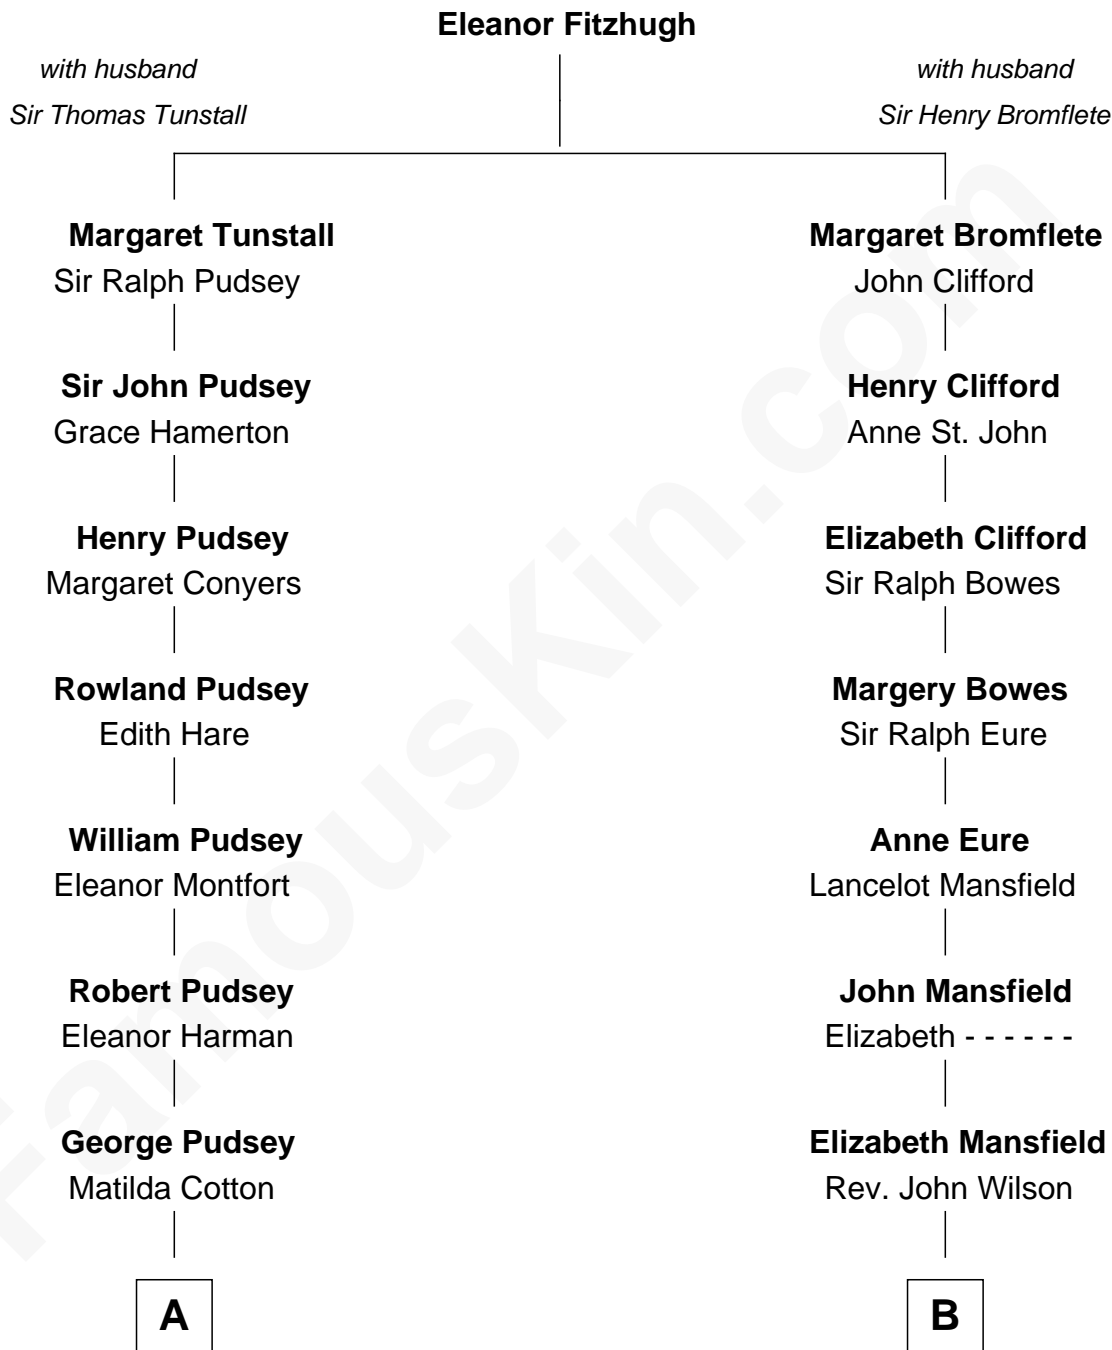 Eleanor Fitzhugh
with husband
Sir Thomas Tunstall
with husband
Sir Henry Bromflete
Margaret Tunstall
Sir Ralph Pudsey
Margaret Bromflete
John Clifford
Sir John Pudsey
Grace Hamerton
Henry Clifford
Anne St. John
Henry Pudsey
Margaret Conyers
Elizabeth Clifford
Sir Ralph Bowes
Rowland Pudsey
Edith Hare
Margery Bowes
Sir Ralph Eure
William Pudsey
Eleanor Montfort
Anne Eure
Lancelot Mansfield
Robert Pudsey
Eleanor Harman
John Mansfield
Elizabeth - - - - - -
George Pudsey
Matilda Cotton
Elizabeth Mansfield
Rev. John Wilson
A
B
FamousKin.com